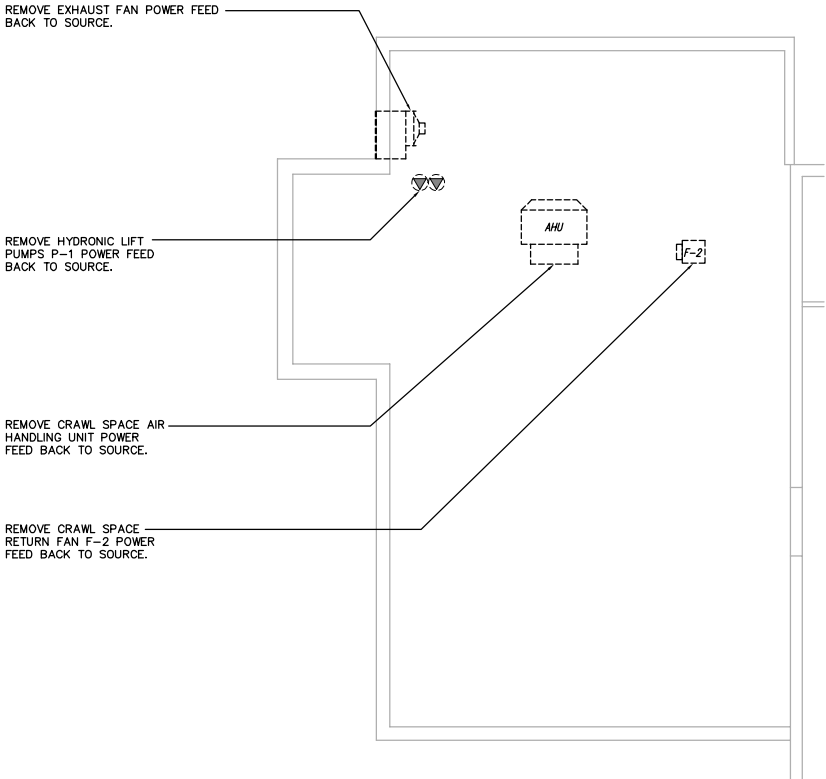 REMOVE EXHAUST FAN POWER FEED
BACK TO SOURCE.
REMOVE HYDRONIC LIFT
PUMPS P-1 POWER FEED
BACK TO SOURCE.
AHU
F-2
REMOVE CRAWL SPACE AIR
HANDLING UNIT POWER
FEED BACK TO SOURCE.
REMOVE CRAWL SPACE
RETURN FAN F-2 POWER
FEED BACK TO SOURCE.